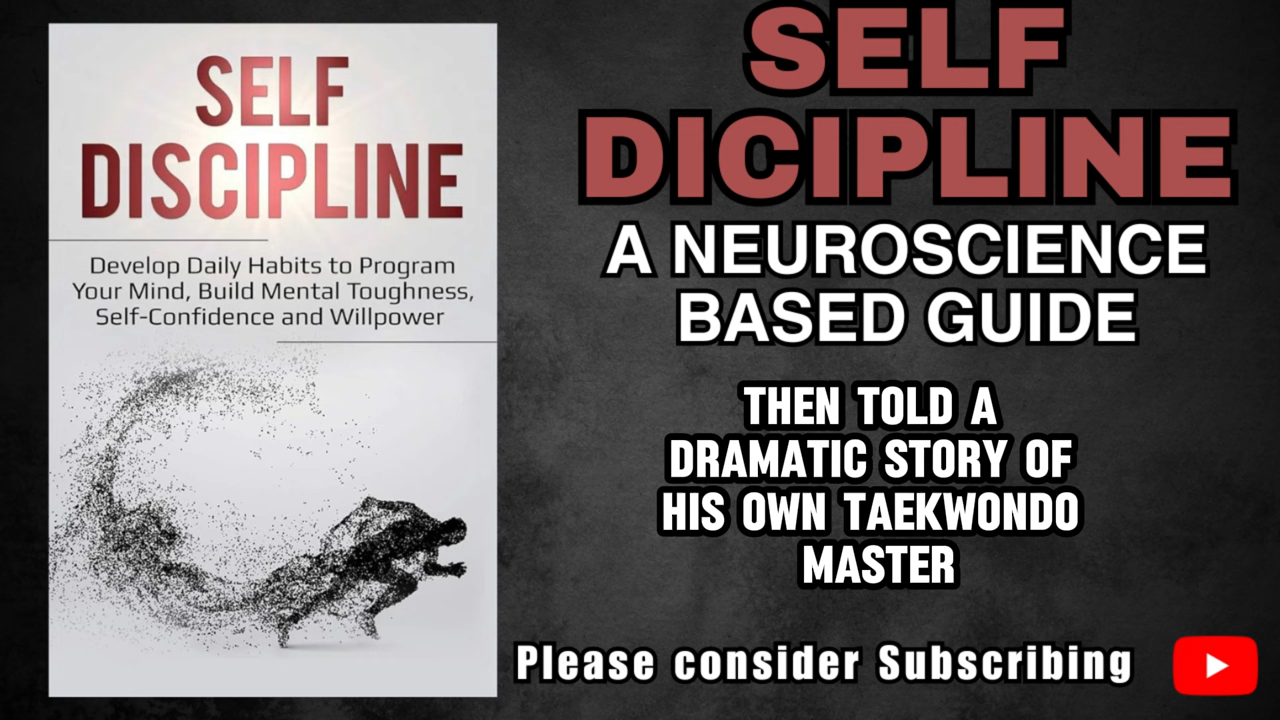 SELF
DISCIPLINE
Develop Daily Habits to Program
Your Mind, Build Mental Toughness,
Self-Confidence and Willpower
SELF
DICIPLINE
A NEUROSCIENCE
BASED GUIDE
THEN TOLD A
DRAMATIC STORY OF
HIS OWN TAEKWONDO
MASTER
Please consider Subscribing